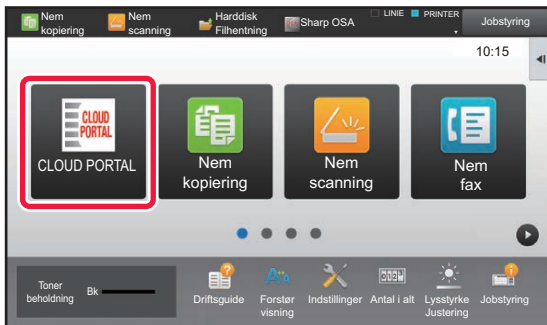 Nem
kopiering
Nem
scanning
Harddisk
Filhentning
Sharp OSA
LINIE
PRINTER
Jobstyring
10:15
CLOUD
PORTAL
CLOUD PORTAL
Nem
kopiering
Nem
scanning
Nem
fax
Toner
beholdning
Bk
Driftsguide
Forstør
visning
Indstillinger
Antal i alt
Lysstyrke
Justering
Jobstyring